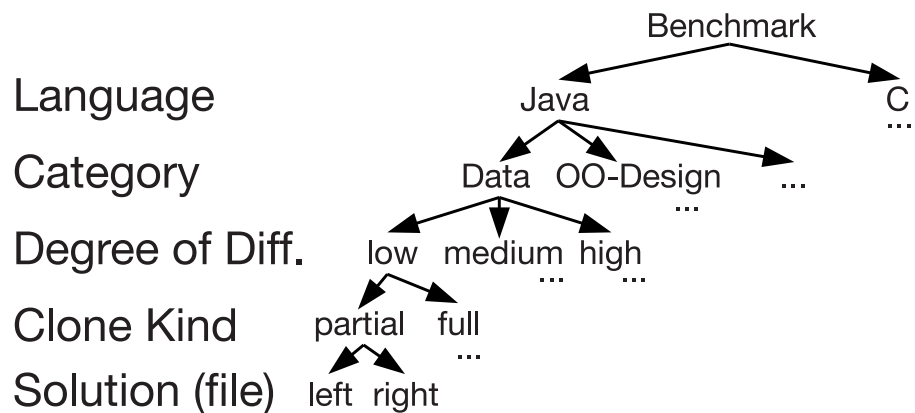 Benchmark
Language Java C
...
Category Data OO-Design ...
...
Degree of Diff. low medium high
... ...
Clone Kind partial full
...
Solution (file) left right